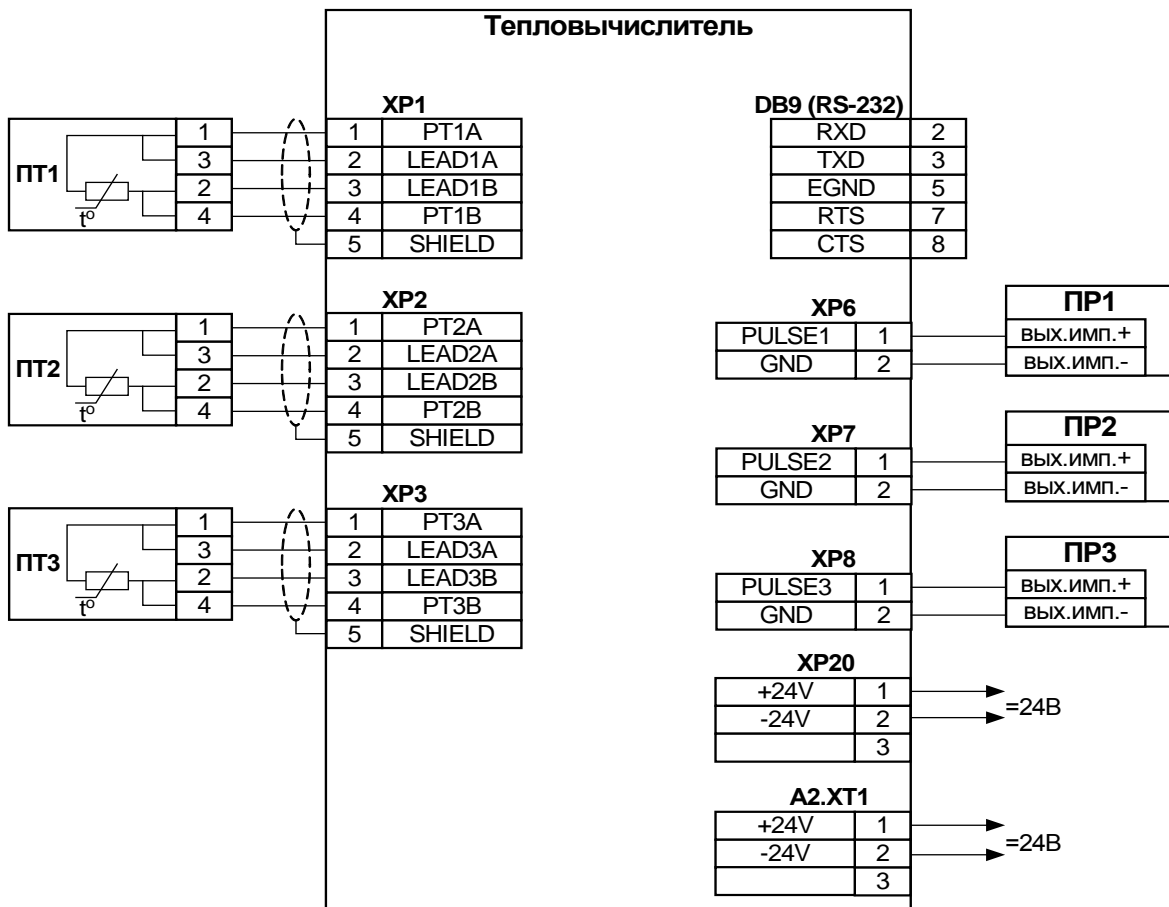 Тепловычислитель
XP1
ПТ1
1
3
2
4
t°
1 PT1A
2 LEAD1A
3 LEAD1B
4 PT1B
5 SHIELD
XP2
ПТ2
1
3
2
4
t°
1 PT2A
2 LEAD2A
3 LEAD2B
4 PT2B
5 SHIELD
XP3
ПТ3
1
3
2
4
t°
1 PT3A
2 LEAD3A
3 LEAD3B
4 PT3B
5 SHIELD
DB9 (RS-232)
RXD 2
TXD 3
EGND 5
RTS 7
CTS 8
XP6
PULSE1 1
GND 2
ПР1
вых.имп.+
вых.имп.-
XP7
PULSE2 1
GND 2
ПР2
вых.имп.+
вых.имп.-
XP8
PULSE3 1
GND 2
ПР3
вых.имп.+
вых.имп.-
XP20
+24V 1
-24V 2
3
=24В
A2.XT1
+24V 1
-24V 2
3
=24В